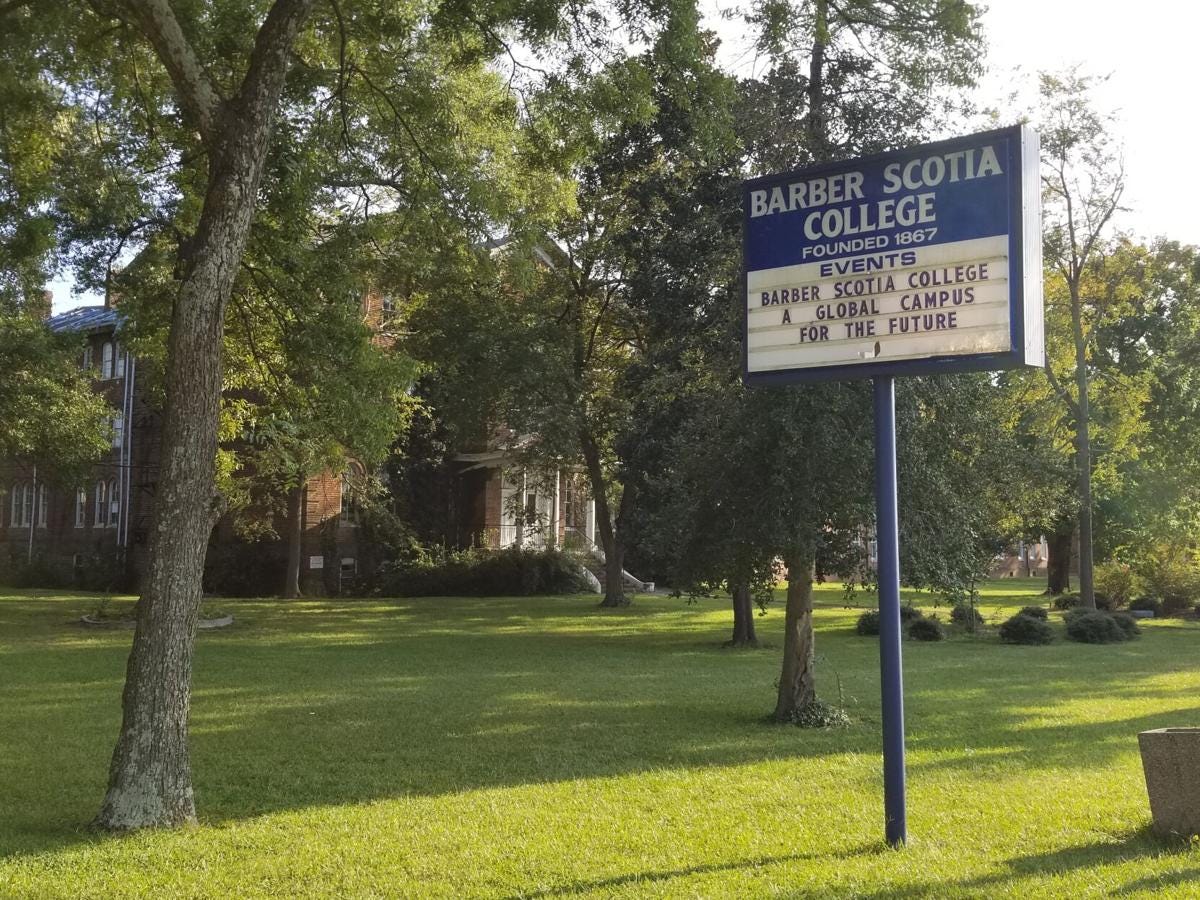 BARBER SCOTIA
COLLEGE
FOUNDED 1867
EVENTS
BARBER SCOTIA COLLEGE
A GLOBAL CAMPUS
FOR THE FUTURE